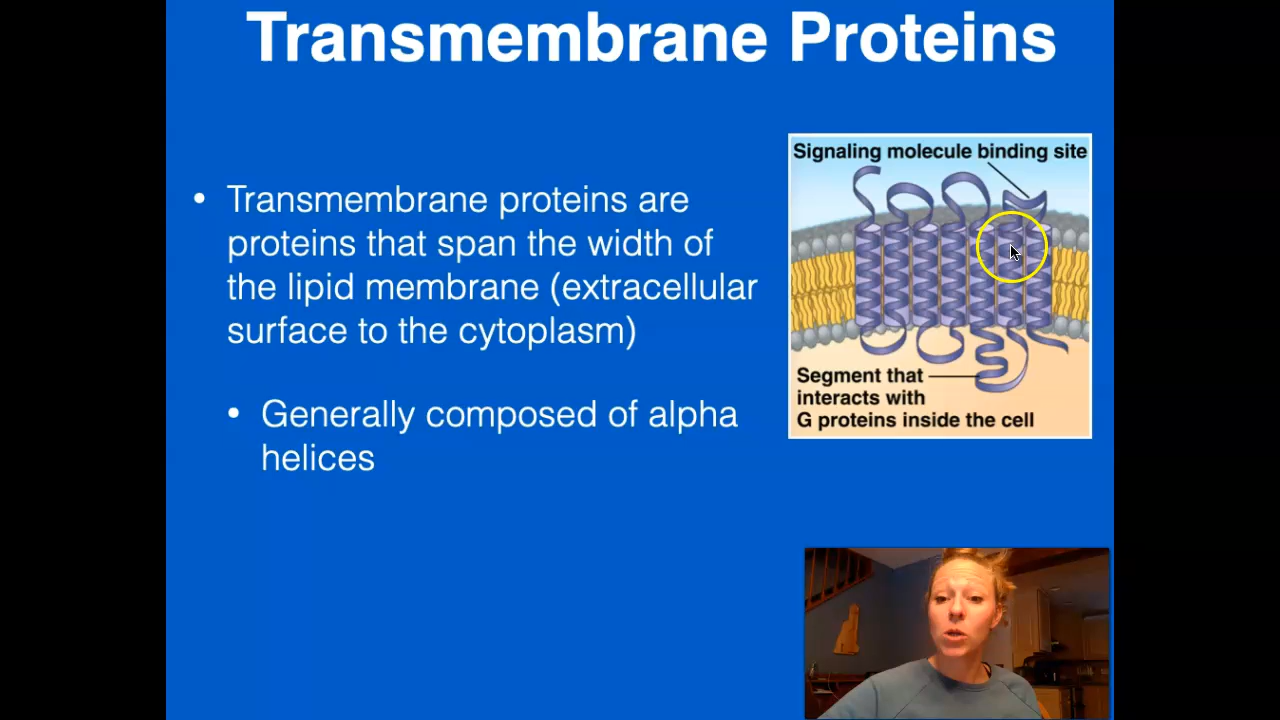 Transmembrane Proteins
• Transmembrane proteins are
proteins that span the width of
the lipid membrane (extracellular
surface to the cytoplasm)
• Generally composed of alpha
helices
Signaling molecule binding site
Segment that
interacts with
G proteins inside the cell